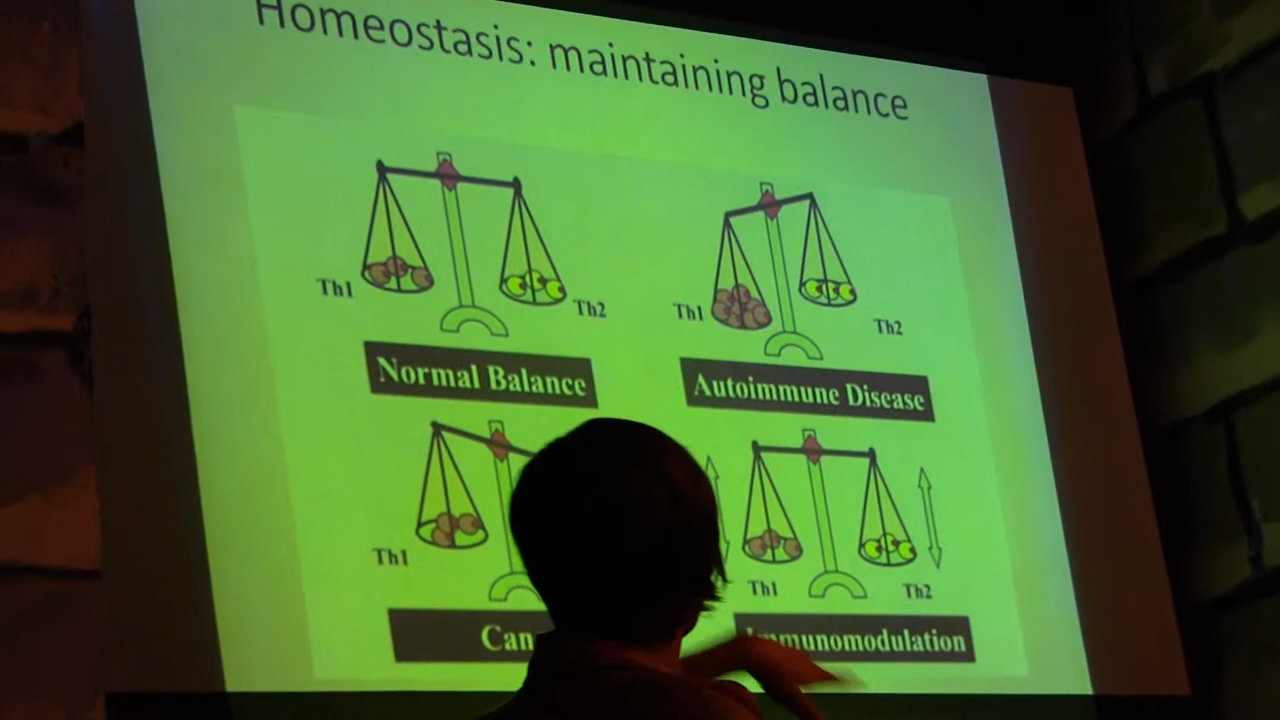 Homeostasis: maintaining balance
Th1
Th2
Normal Balance
Th1
Th2
Autoimmune Disease
Th1
Can
Th1
Th2
Immunomodulation